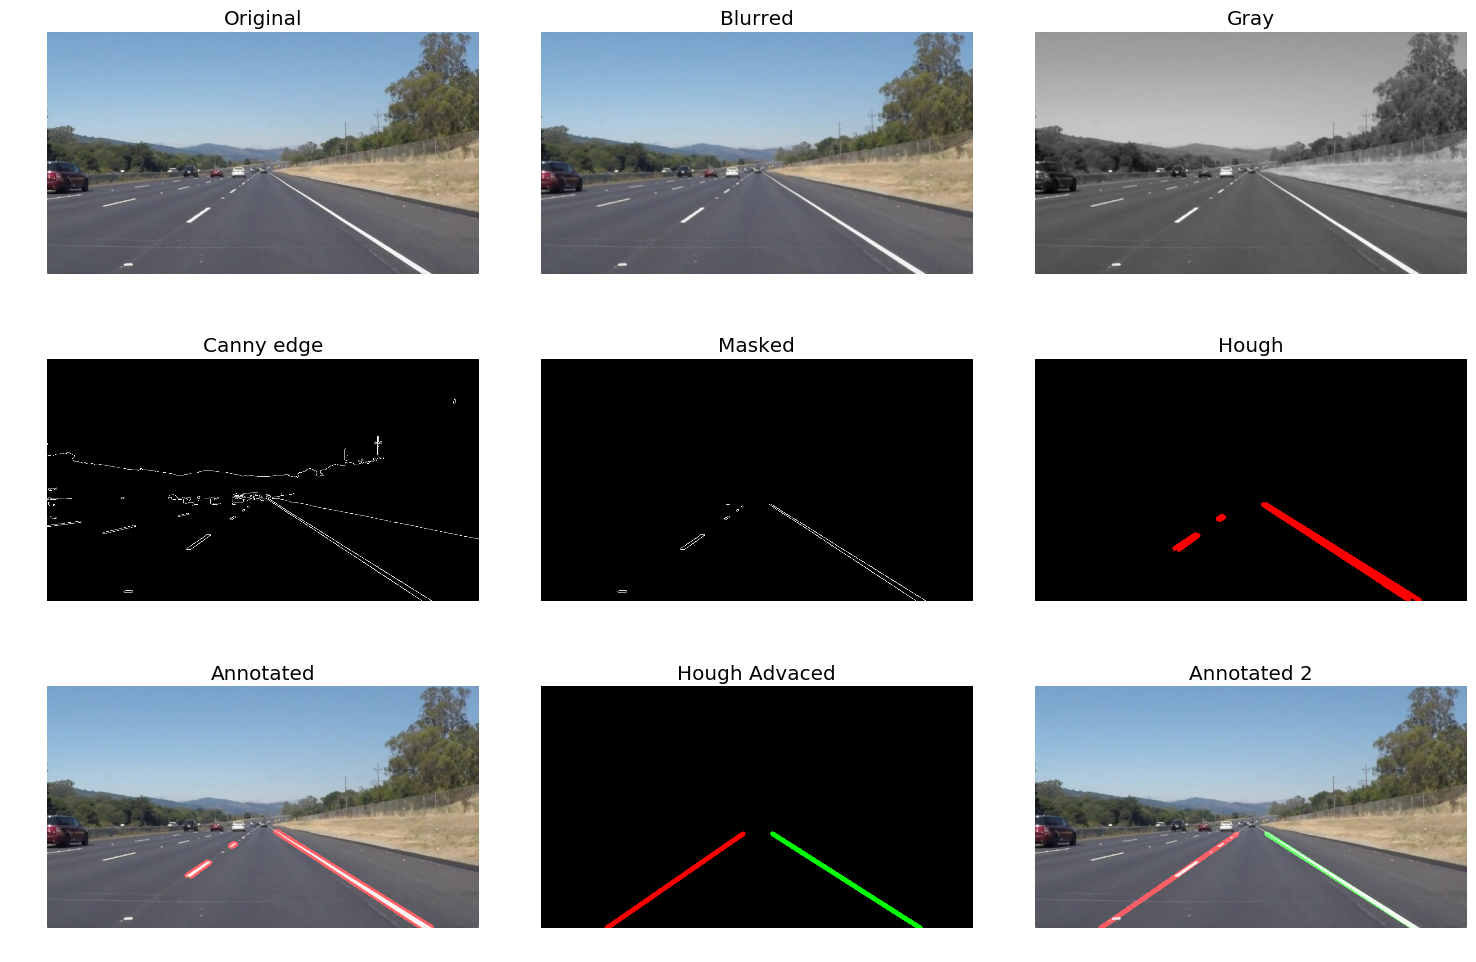 Original
Blurred
Gray
Canny edge
Masked
Hough
Annotated
Hough Advaced
Annotated 2